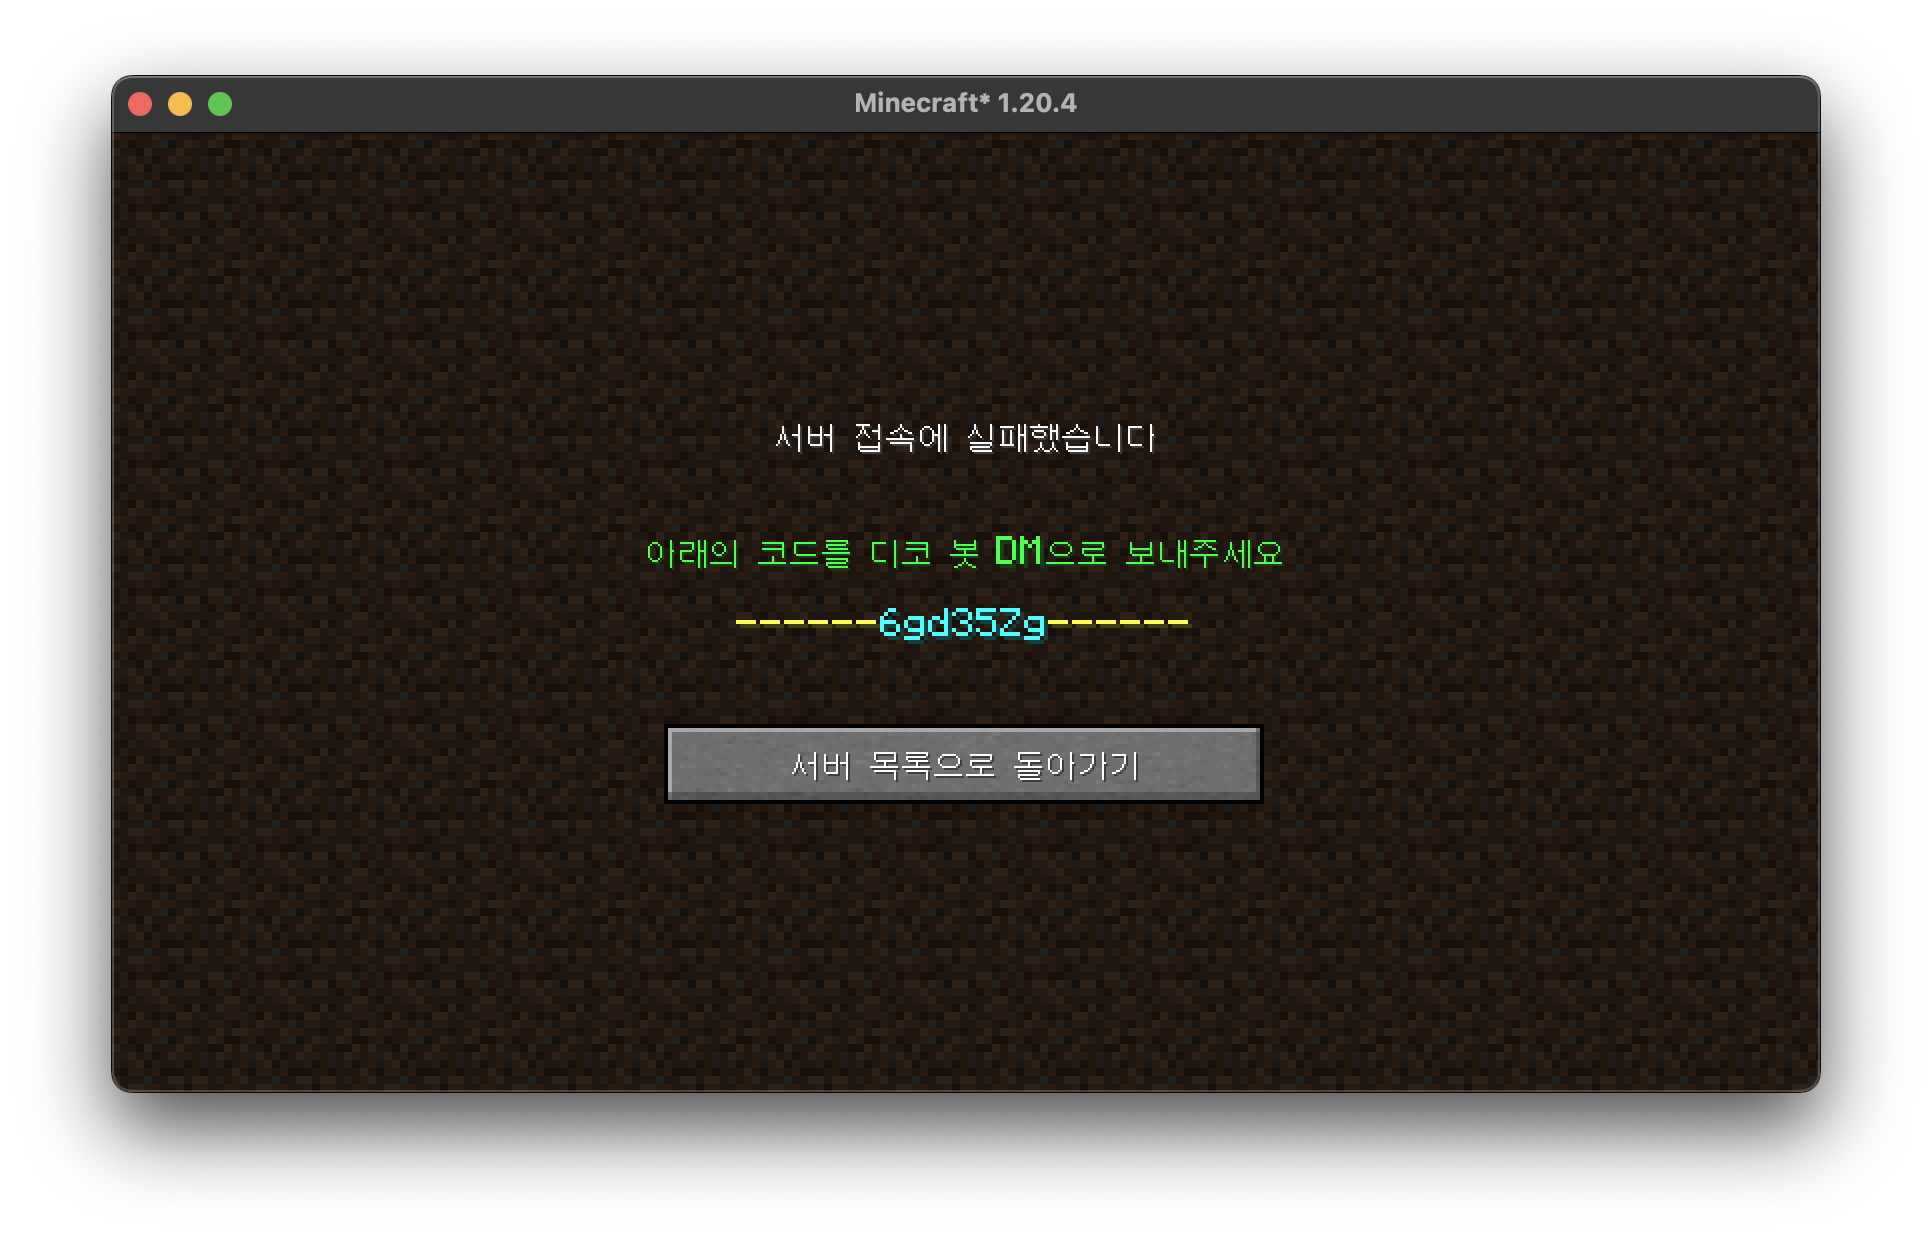 Minecraft* 1.20.4
서버 접속에 실패했습니다
아래의 코드를 디코 봇 DM으로 보내주세요
------6gd35Zg------
서버 목록으로 돌아가기